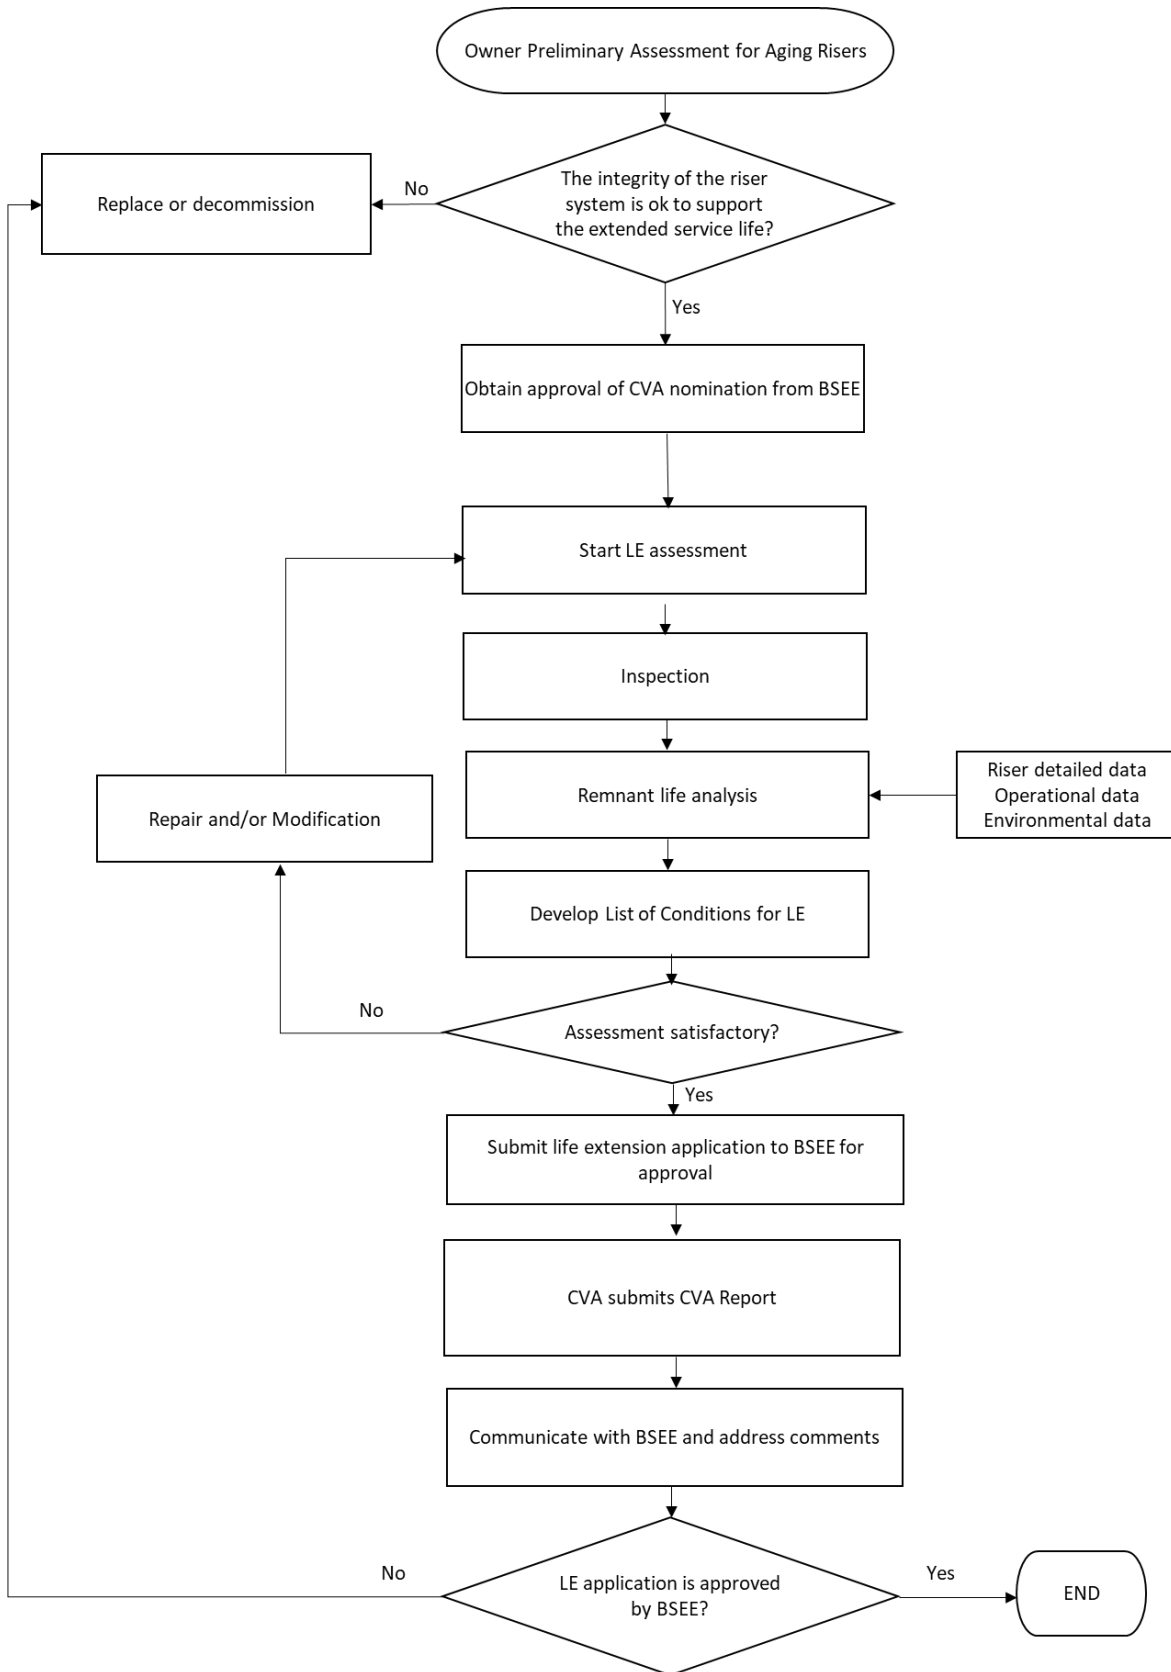 Owner Preliminary Assessment for Aging Risers
The integrity of the riser
system is ok to support
the extended service life?
No
Replace or decommission
Yes
Obtain approval of CVA nomination from BSEE
Start LE assessment
Inspection
Remnant life analysis
Riser detailed data
Operational data
Environmental data
Repair and/or Modification
Develop List of Conditions for LE
No
Assessment satisfactory?
Yes
Submit life extension application to BSEE for
approval
CVA submits CVA Report
Communicate with BSEE and address comments
No
LE application is approved
by BSEE?
Yes
END